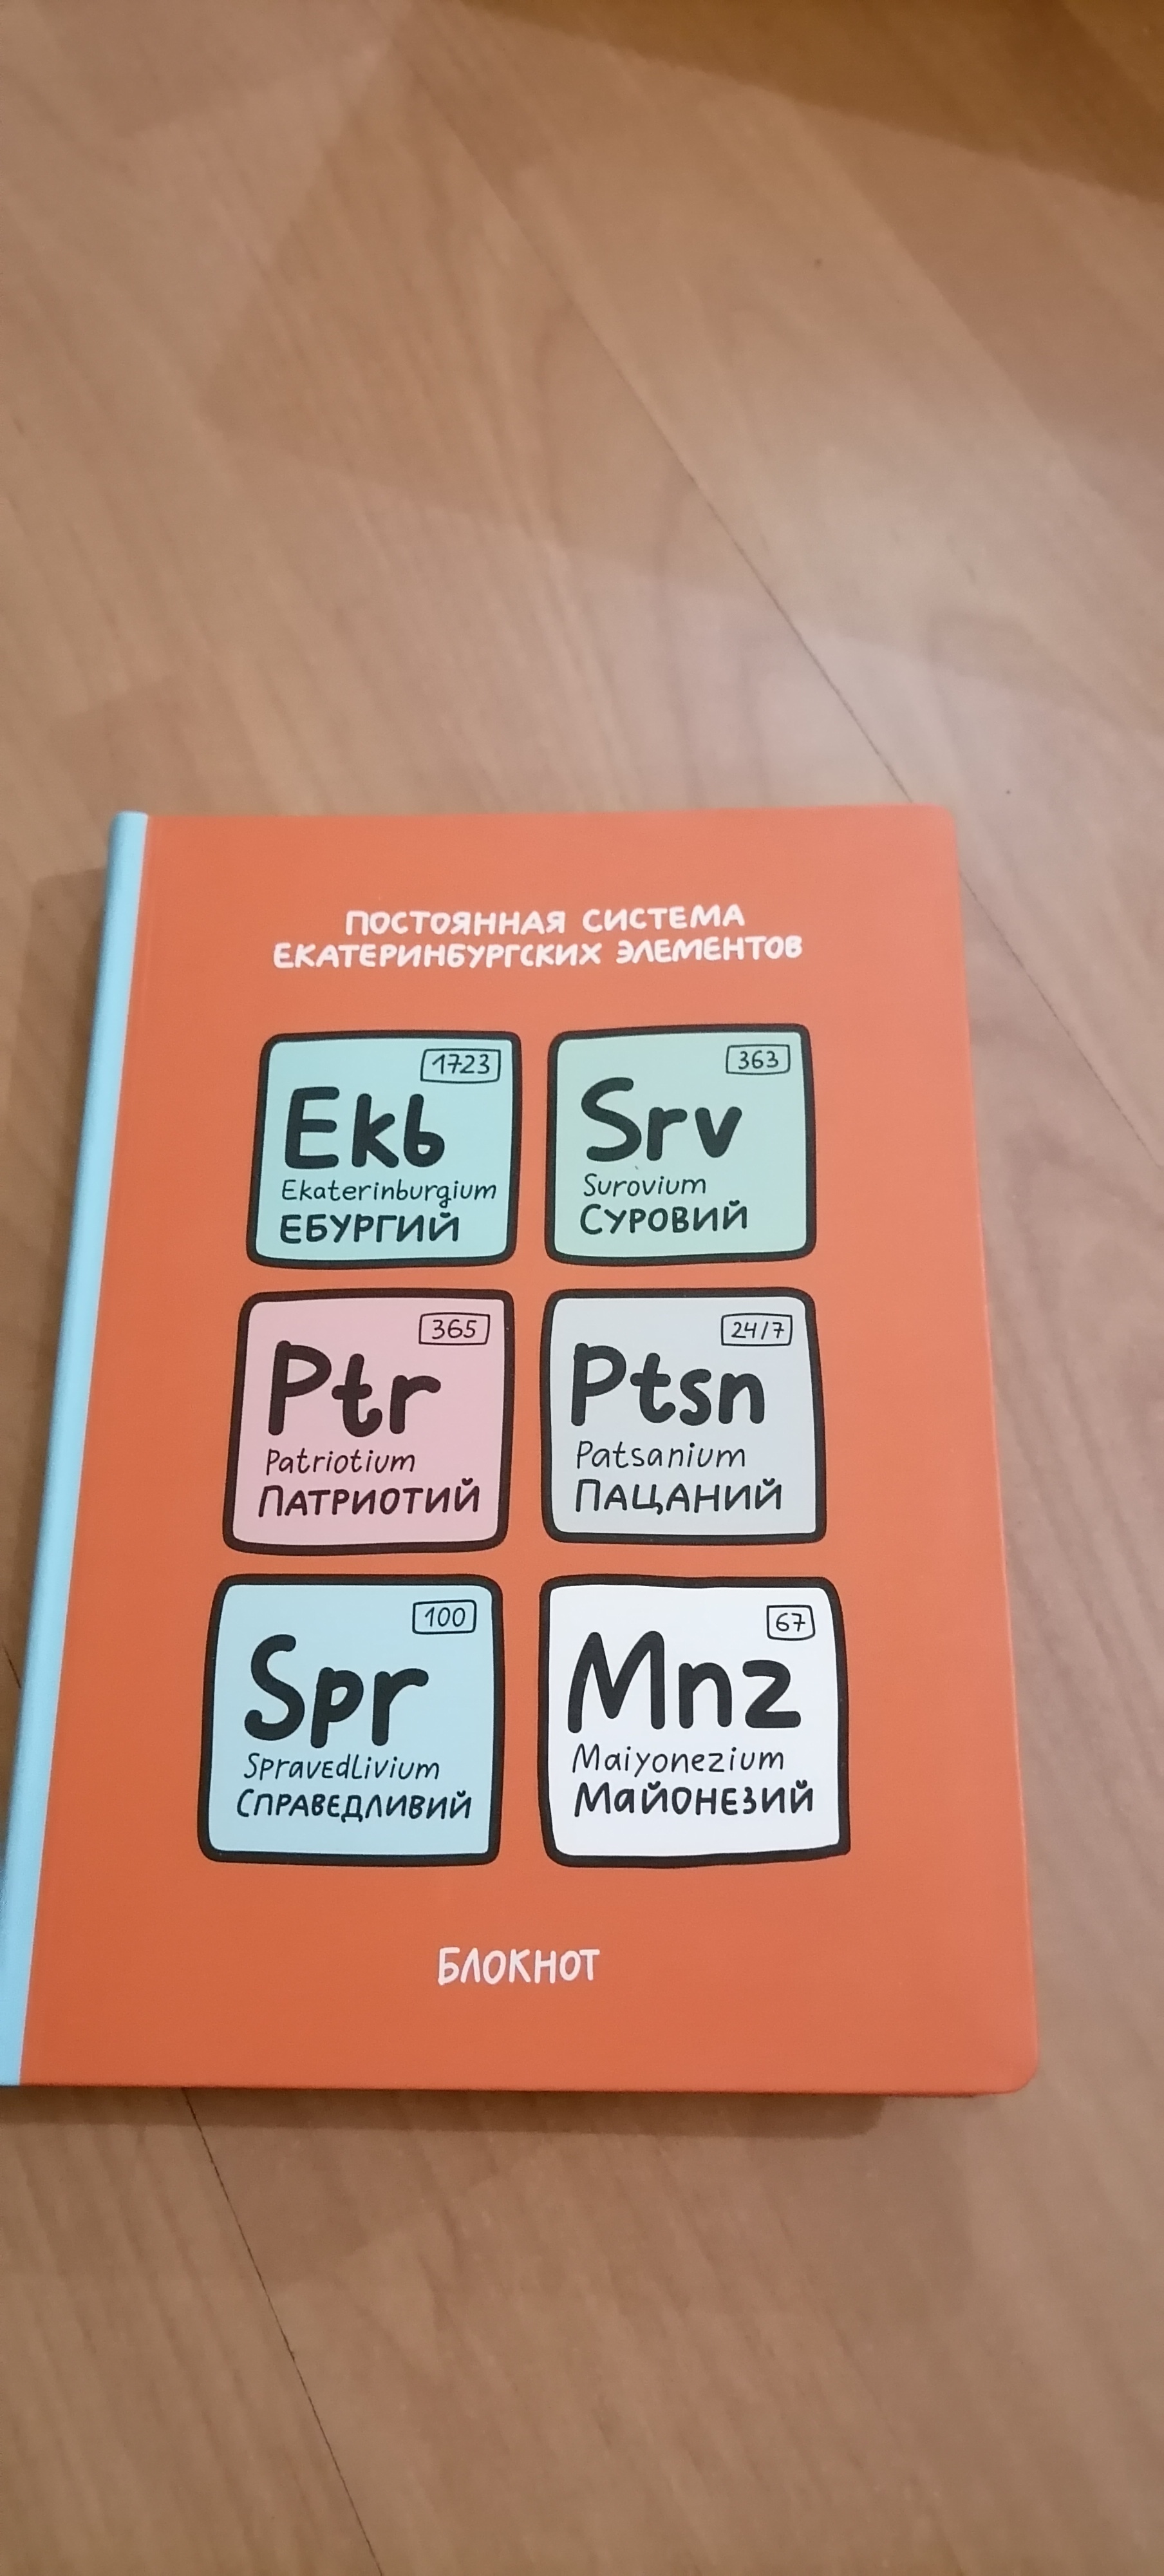 ПОСТОЯННАЯ СИСТЕМА
ЕКАТЕРИНБУРГСКИХ ЭЛЕМЕНТОВ
1723
Ekb
Ekaterinburgium
ЕБУРГИЙ
363
Srv
Surovium
СУРОВИЙ
365
Ptr
Patriotium
ПАТРИОТИЙ
24/7
Ptsn
Patsanium
ПАЦАНИЙ
100
Spr
Spravedlivium
СПРАВЕДЛИВИЙ
67
Mnz
Maiyonezium
МАЙОНЕЗИЙ
БЛОКНОТ